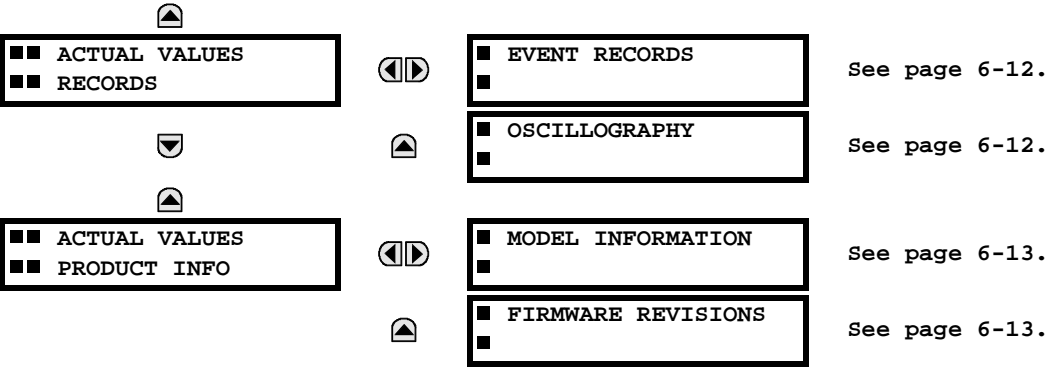 ACTUAL VALUES
RECORDS
EVENT RECORDS
See page 6-12.
OSCILLOGRAPHY
See page 6-12.
ACTUAL VALUES
PRODUCT INFO
MODEL INFORMATION
See page 6-13.
FIRMWARE REVISIONS
See page 6-13.